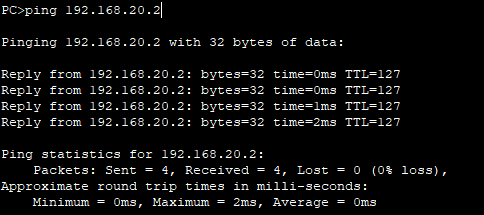 PC>ping 192.168.20.2
Pinging 192.168.20.2 with 32 bytes of data:
Reply from 192.168.20.2: bytes=32 time=0ms TTL=127
Reply from 192.168.20.2: bytes=32 time=0ms TTL=127
Reply from 192.168.20.2: bytes=32 time=1ms TTL=127
Reply from 192.168.20.2: bytes=32 time=2ms TTL=127
Ping statistics for 192.168.20.2:
    Packets: Sent = 4, Received = 4, Lost = 0 (0% loss),
Approximate round trip times in milli-seconds:
    Minimum = 0ms, Maximum = 2ms, Average = 0ms